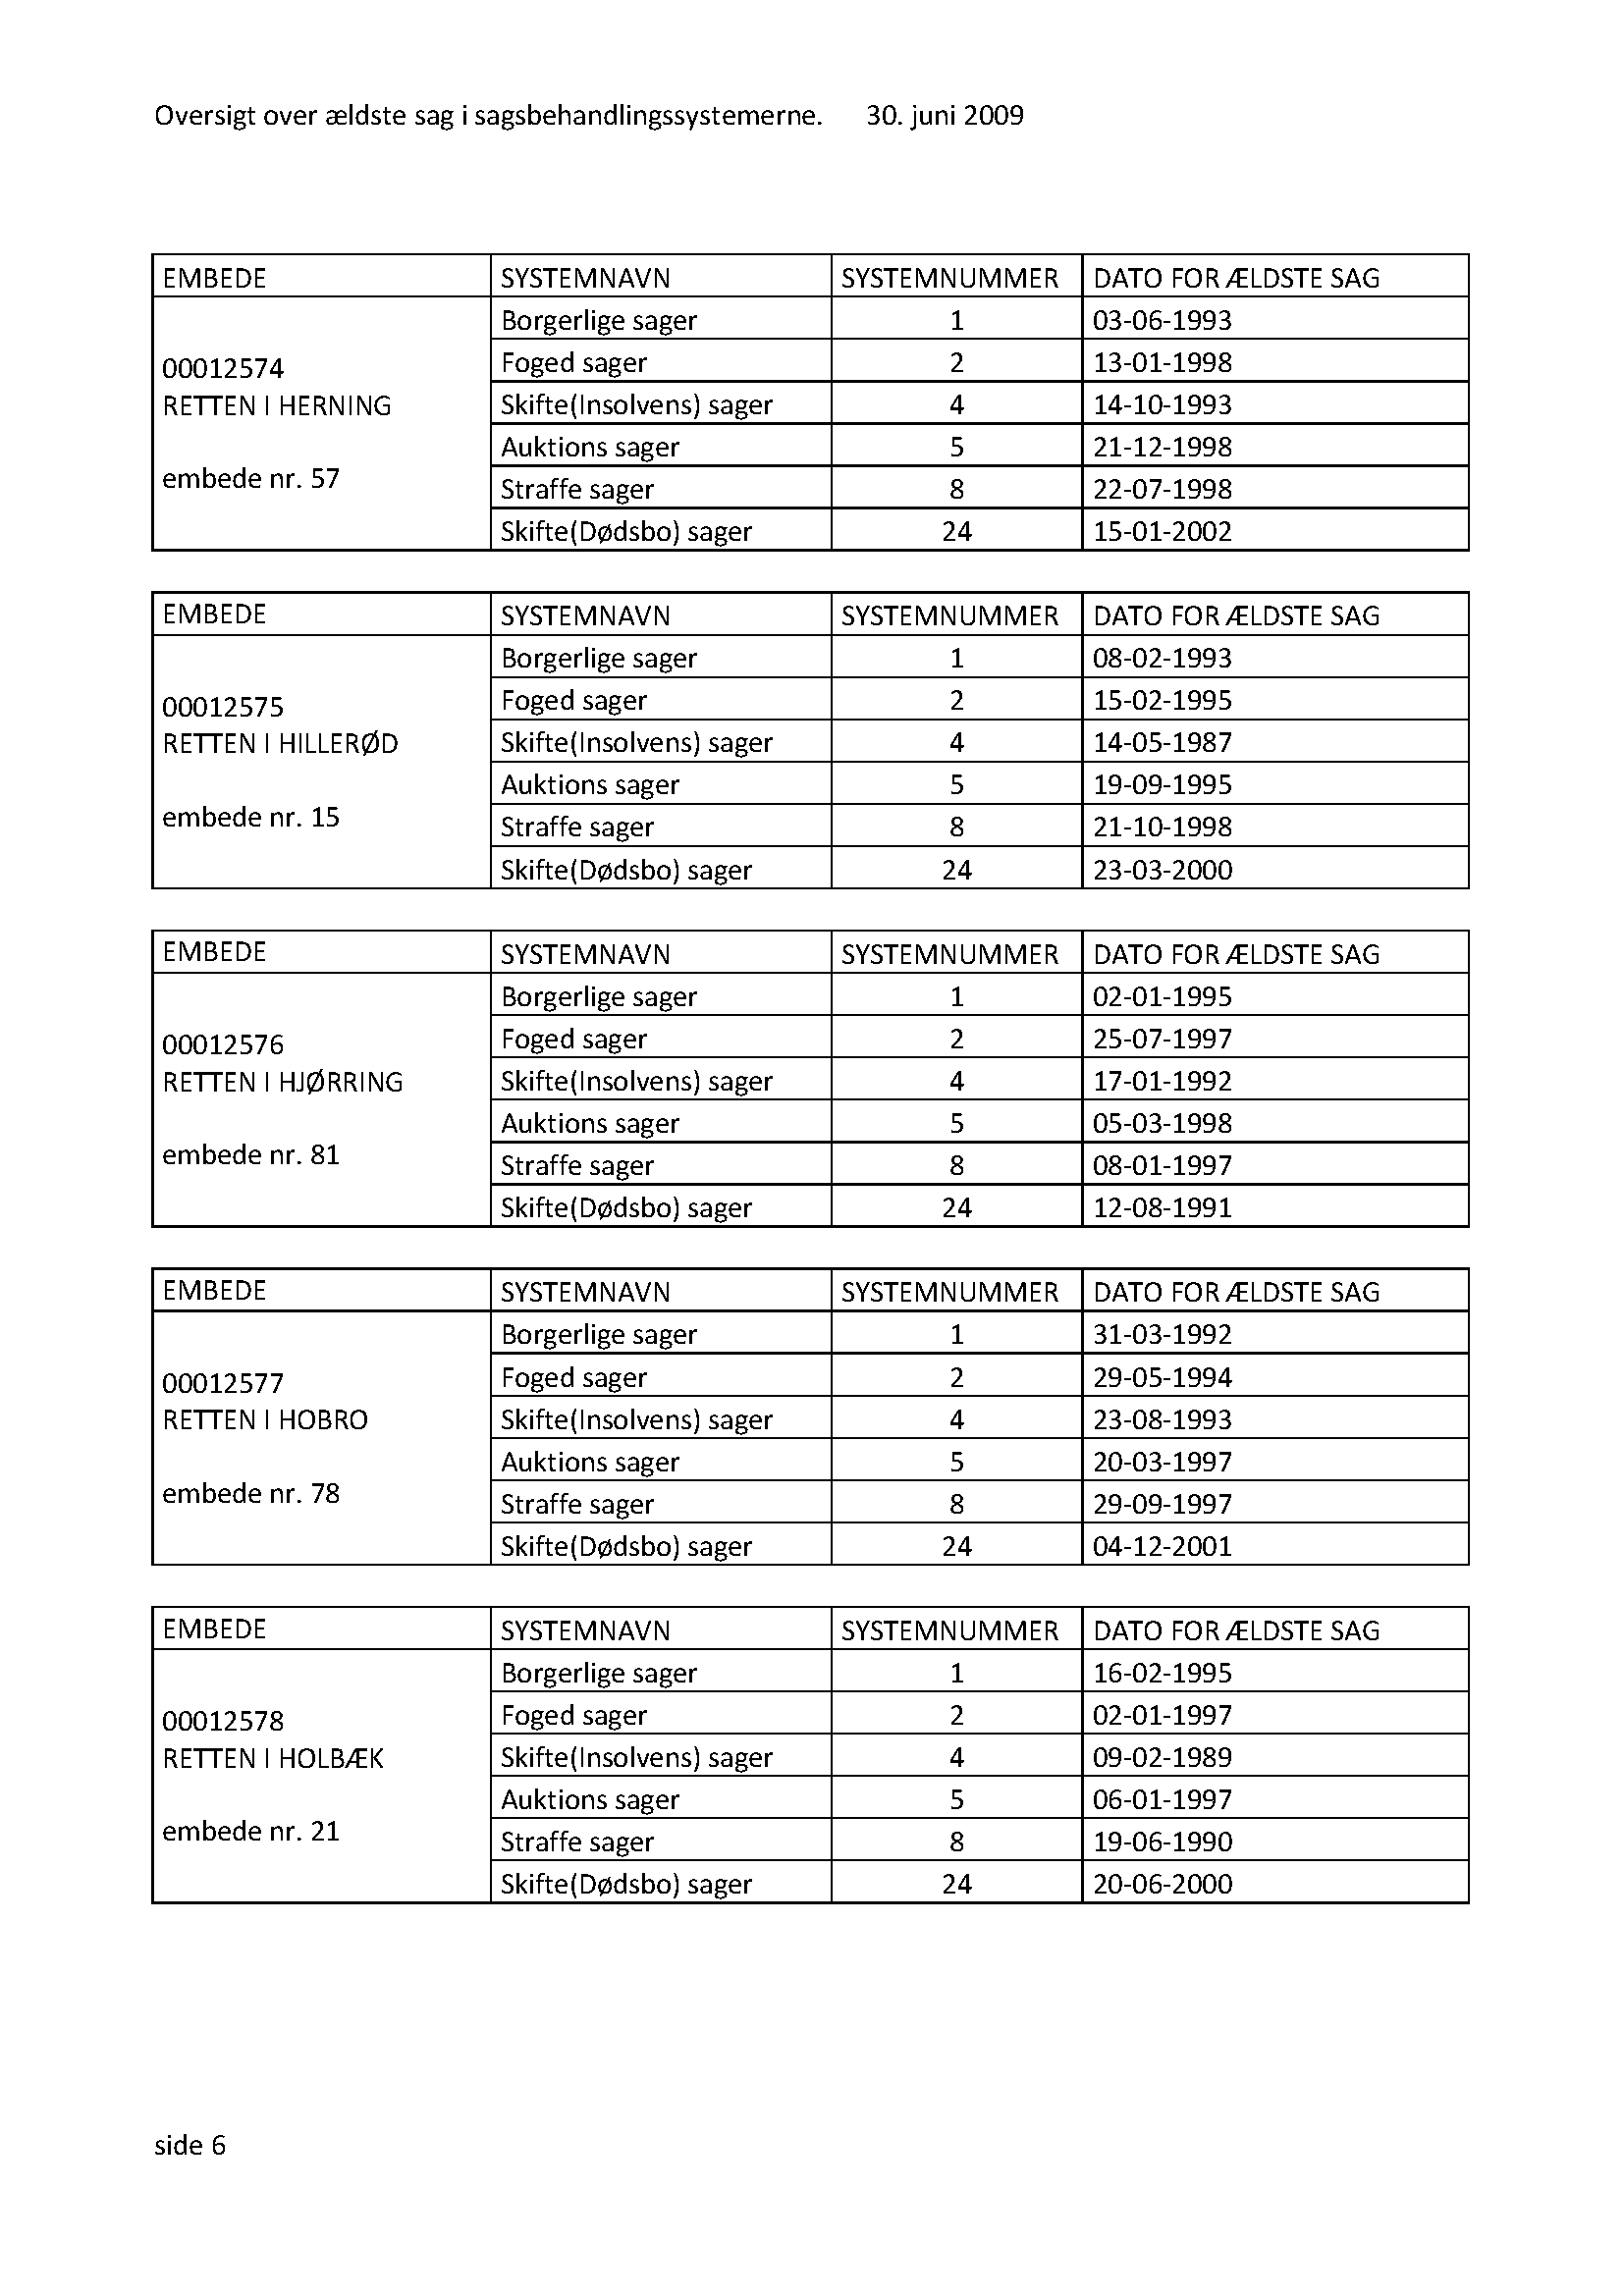 Oversigt over ældste sag i sagsbehandlingssystemerne. 30. juni 2009
EMBEDE SYSTEMNAVN SYSTEMNUMMER DATO FOR ÆLDSTE SAG
00012574
RETTEN I HERNING
embede nr. 57
Borgerlige sager 1 03-06-1993
Foged sager 2 13-01-1998
Skifte(Insolvens) sager 4 14-10-1993
Auktions sager 5 21-12-1998
Straffe sager 8 22-07-1998
Skifte(Dødsbo) sager 24 15-01-2002
EMBEDE SYSTEMNAVN SYSTEMNUMMER DATO FOR ÆLDSTE SAG
00012575
RETTEN I HILLERØD
embede nr. 15
Borgerlige sager 1 08-02-1993
Foged sager 2 15-02-1995
Skifte(Insolvens) sager 4 14-05-1987
Auktions sager 5 19-09-1995
Straffe sager 8 21-10-1998
Skifte(Dødsbo) sager 24 23-03-2000
EMBEDE SYSTEMNAVN SYSTEMNUMMER DATO FOR ÆLDSTE SAG
00012576
RETTEN I HJØRRING
embede nr. 81
Borgerlige sager 1 02-01-1995
Foged sager 2 25-07-1997
Skifte(Insolvens) sager 4 17-01-1992
Auktions sager 5 05-03-1998
Straffe sager 8 08-01-1997
Skifte(Dødsbo) sager 24 12-08-1991
EMBEDE SYSTEMNAVN SYSTEMNUMMER DATO FOR ÆLDSTE SAG
00012577
RETTEN I HOBRO
embede nr. 78
Borgerlige sager 1 31-03-1992
Foged sager 2 29-05-1994
Skifte(Insolvens) sager 4 23-08-1993
Auktions sager 5 20-03-1997
Straffe sager 8 29-09-1997
Skifte(Dødsbo) sager 24 04-12-2001
EMBEDE SYSTEMNAVN SYSTEMNUMMER DATO FOR ÆLDSTE SAG
00012578
RETTEN I HOLBÆK
embede nr. 21
Borgerlige sager 1 16-02-1995
Foged sager 2 02-01-1997
Skifte(Insolvens) sager 4 09-02-1989
Auktions sager 5 06-01-1997
Straffe sager 8 19-06-1990
Skifte(Dødsbo) sager 24 20-06-2000
side 6